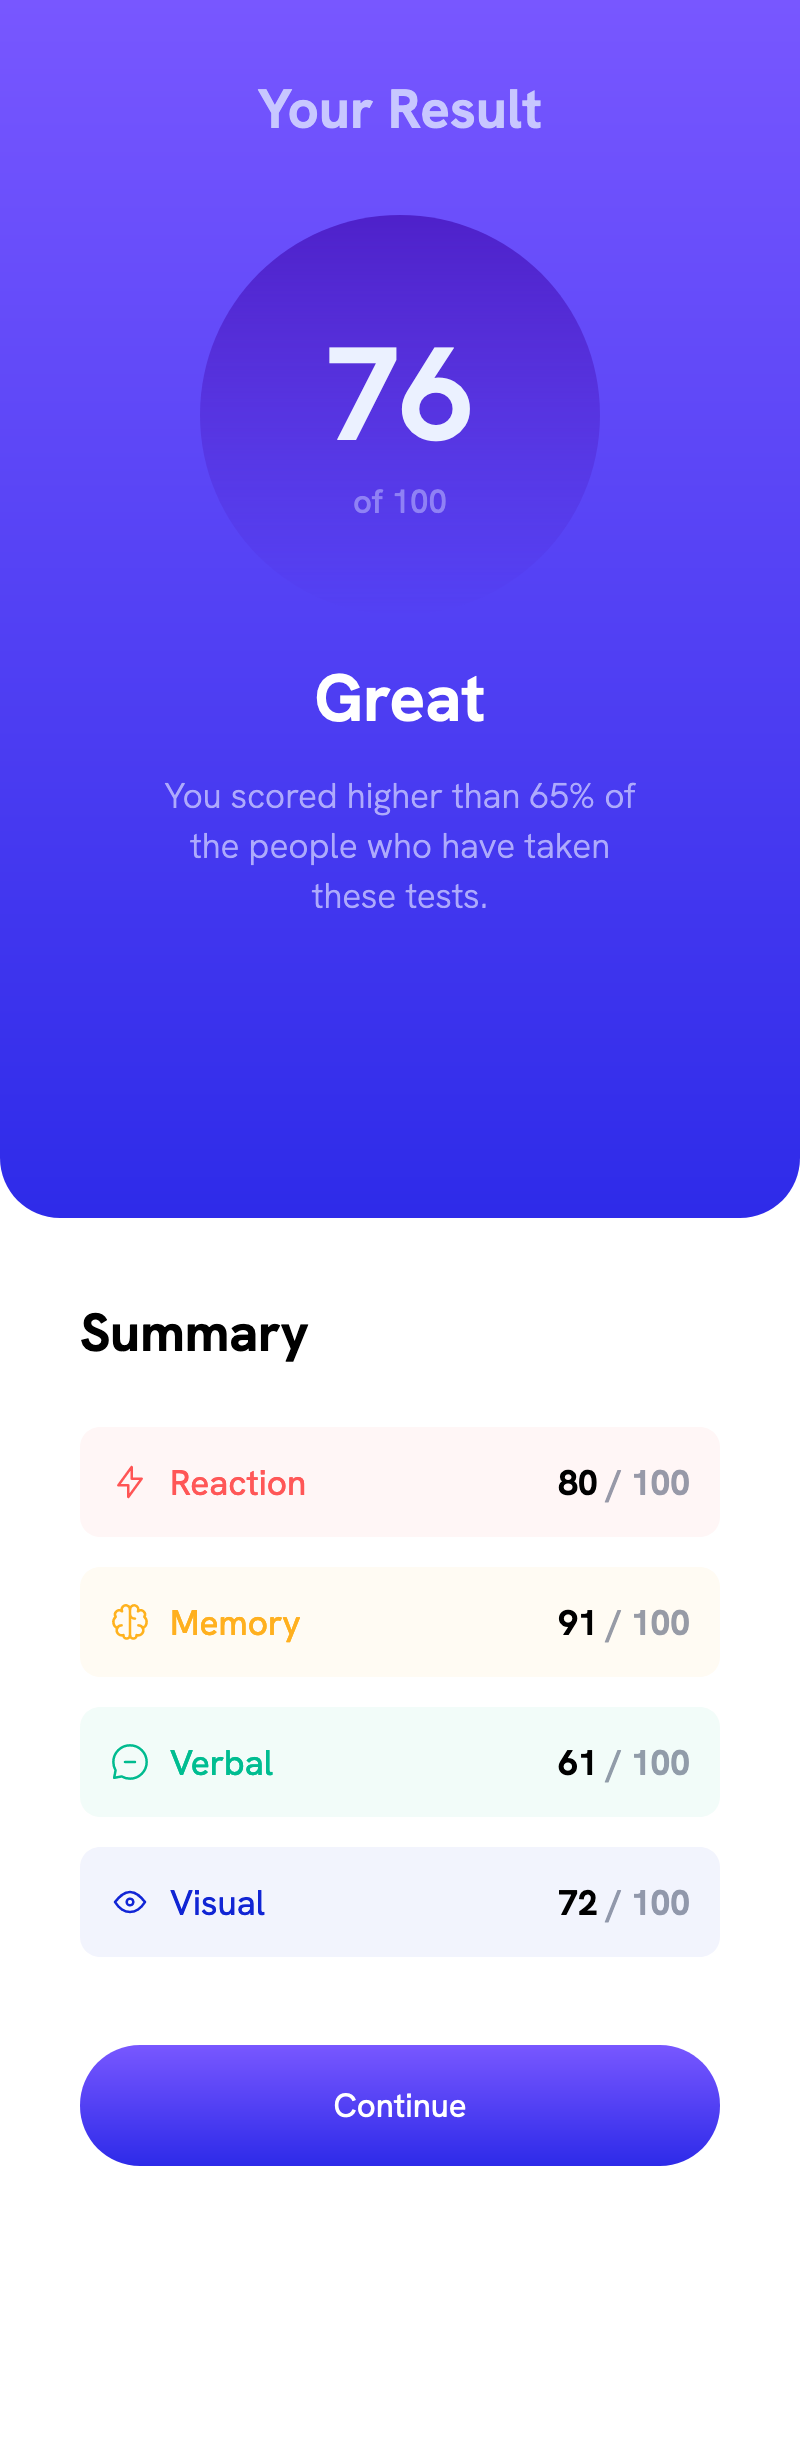 Your Result
76
of 100
Great
You scored higher than 65% of
the people who have taken
these tests.
Summary
Reaction 80 / 100
Memory 91 / 100
Verbal 61 / 100
Visual 72 / 100
Continue